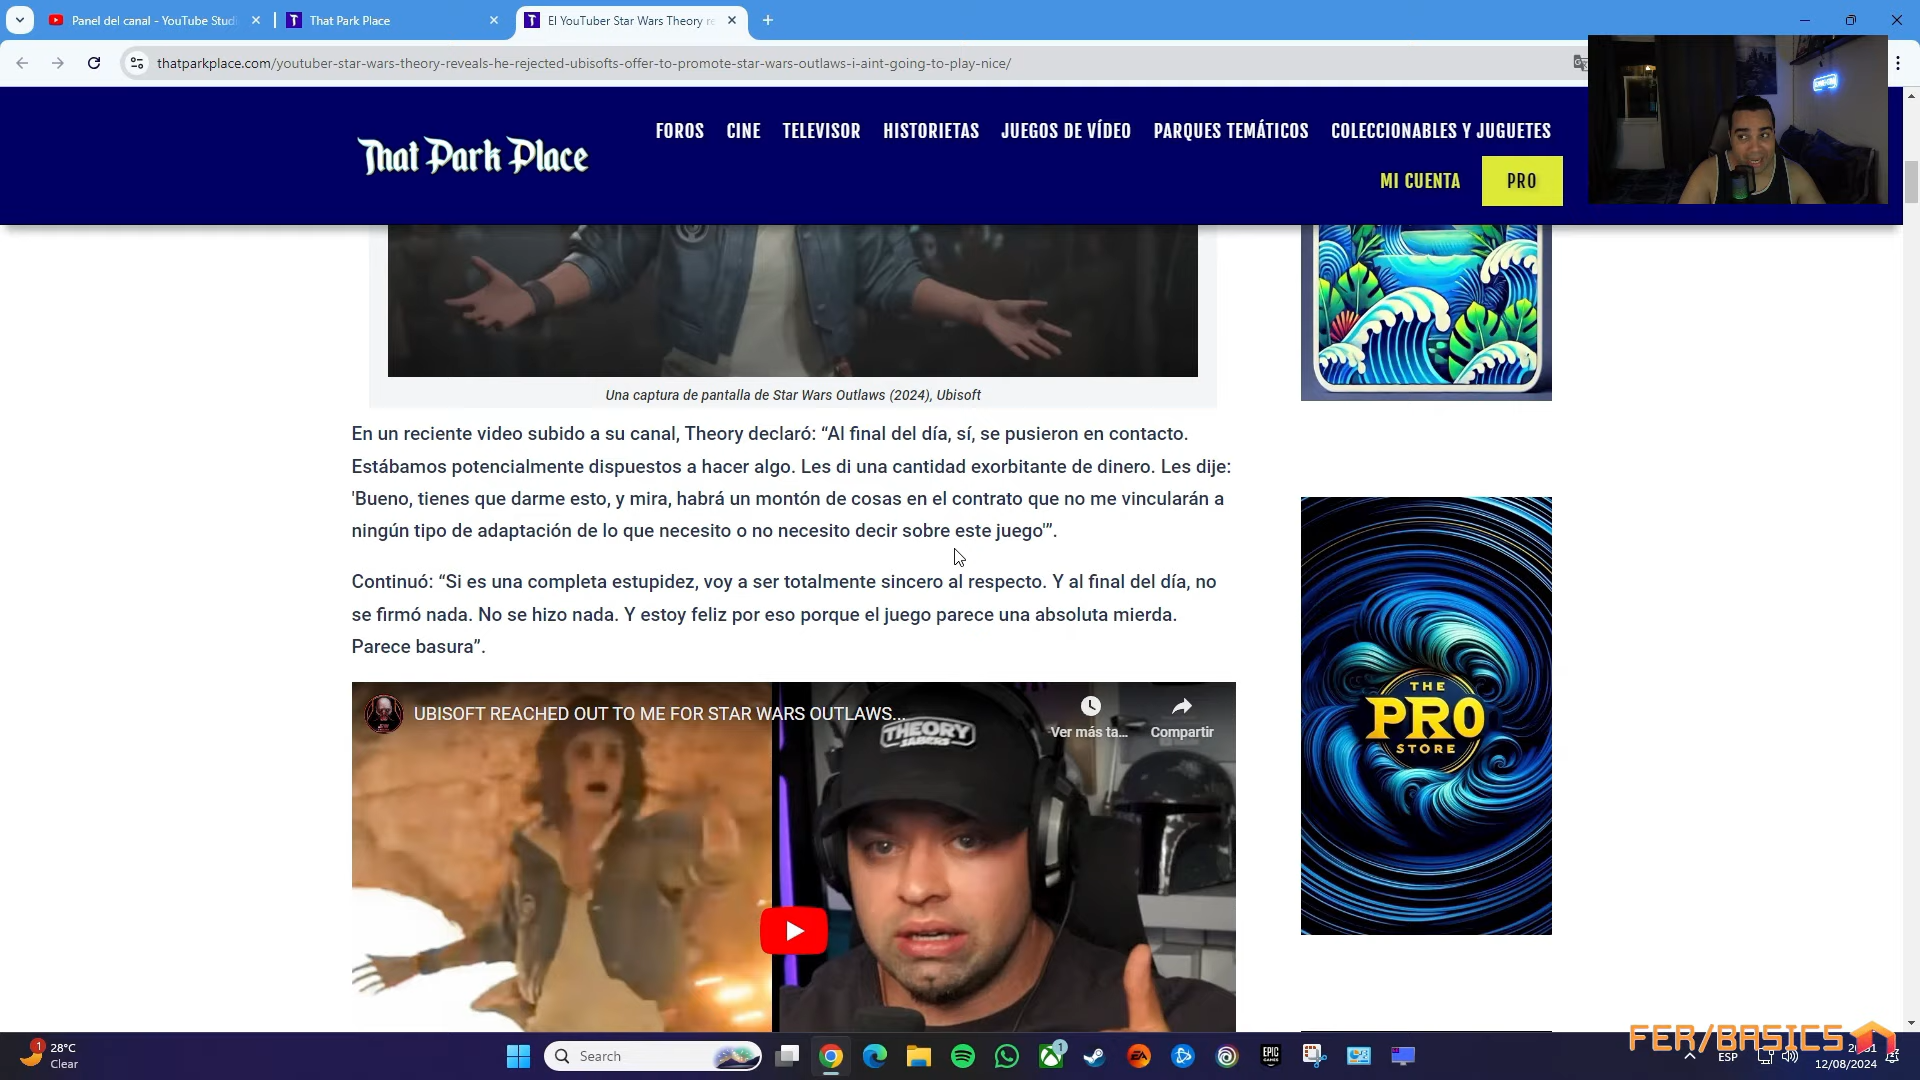 Panel del canal - YouTube Studi
That Park Place
El YouTuber Star Wars Theory re
thatparkplace.com/youtuber-star-wars-theory-reveals-he-rejected-ubisofts-offer-to-promote-star-wars-outlaws-i-aint-going-to-play-nice/
That Park Place
FOROS CINE TELEVISOR HISTORIETAS JUEGOS DE VÍDEO PARQUES TEMÁTICOS COLECCIONABLES Y JUGUETES
MI CUENTA PRO
Una captura de pantalla de Star Wars Outlaws (2024), Ubisoft
En un reciente video subido a su canal, Theory declaró: “Al final del día, sí, se pusieron en contacto.
Estábamos potencialmente dispuestos a hacer algo. Les di una cantidad exorbitante de dinero. Les dije:
'Bueno, tienes que darme esto, y mira, habrá un montón de cosas en el contrato que no me vincularán a
ningún tipo de adaptación de lo que necesito o no necesito decir sobre este juego'”.
Continuó: “Si es una completa estupidez, voy a ser totalmente sincero al respecto. Y al final del día, no
se firmó nada. No se hizo nada. Y estoy feliz por eso porque el juego parece una absoluta mierda.
Parece basura”.
UBISOFT REACHED OUT TO ME FOR STAR WARS OUTLAWS...
Ver más ta...
Compartir
THEORY
SABERS
THE
PRO
STORE
FER/BASICS
1
28°C
Clear
Search
1
EA
EPIC
GAMES
ESP
12/08/2024